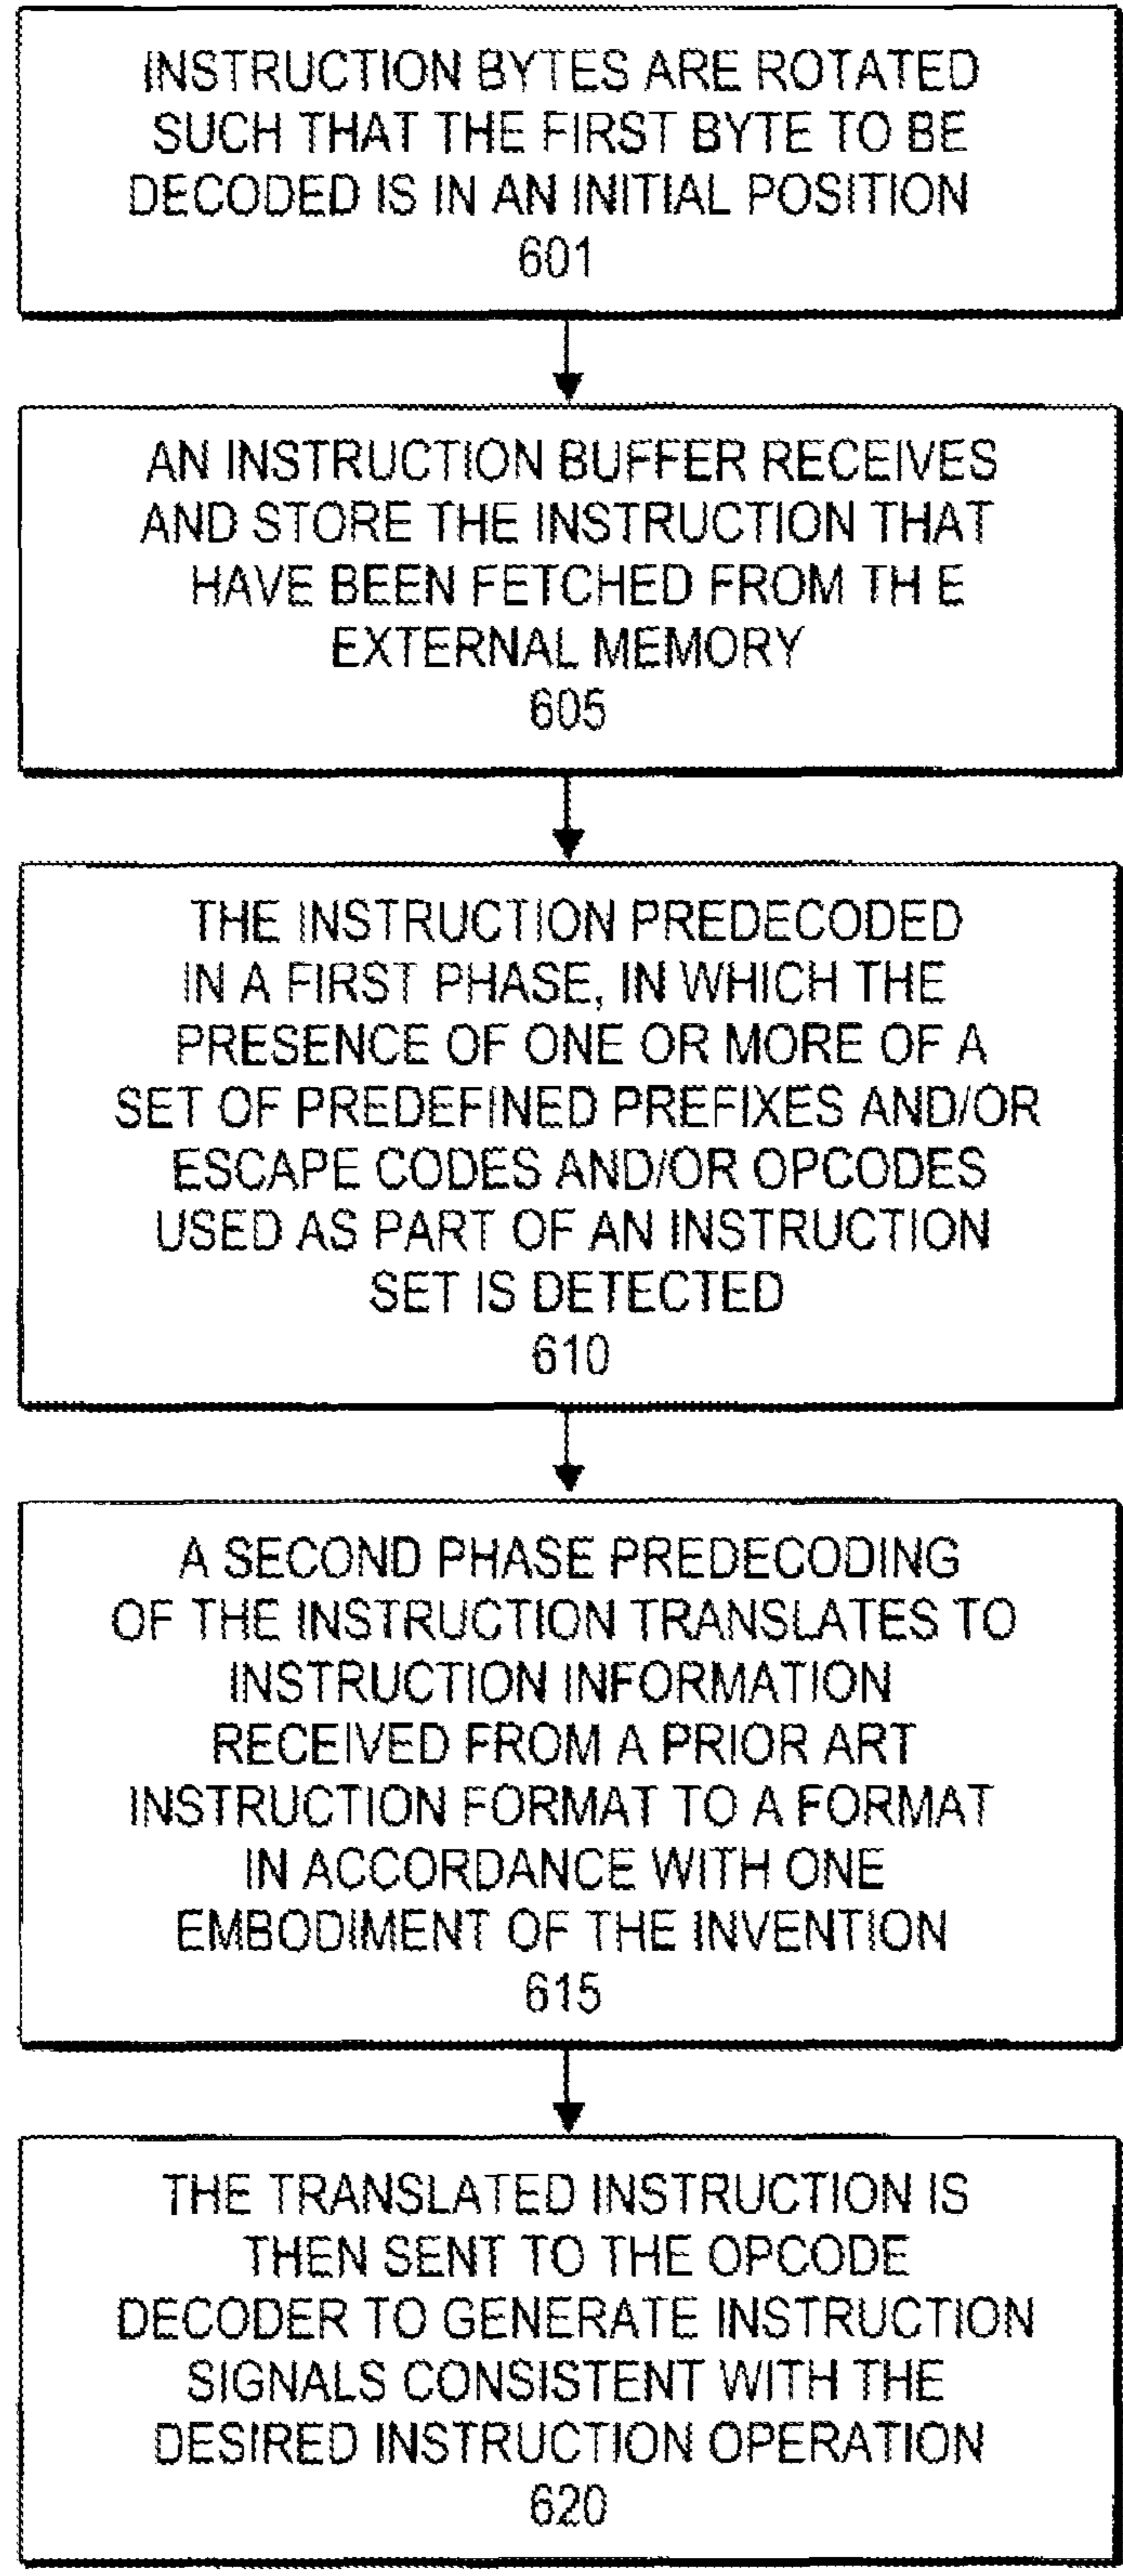 INSTRUCTION BYTES ARE ROTATED
SUCH THAT THE FIRST BYTE TO BE
DECODED IS IN AN INITIAL POSITION
601
AN INSTRUCTION BUFFER RECEIVES
AND STORE THE INSTRUCTION THAT
HAVE BEEN FETCHED FROM TH E
EXTERNAL MEMORY
605
THE INSTRUCTION PREDECODED
IN A FIRST PHASE, IN WHICH THE
PRESENCE OF ONE OR MORE OF A
SET OF PREDEFINED PREFIXES AND/OR
ESCAPE CODES AND/OR OPCODES
USED AS PART OF AN INSTRUCTION
SET IS DETECTED
610
A SECOND PHASE PREDECODING
OF THE INSTRUCTION TRANSLATES TO
INSTRUCTION INFORMATION
RECEIVED FROM A PRIOR ART
INSTRUCTION FORMAT TO A FORMAT
IN ACCORDANCE WITH ONE
EMBODIMENT OF THE INVENTION
615
THE TRANSLATED INSTRUCTION IS
THEN SENT TO THE OPCODE
DECODER TO GENERATE INSTRUCTION
SIGNALS CONSISTENT WITH THE
DESIRED INSTRUCTION OPERATION
620